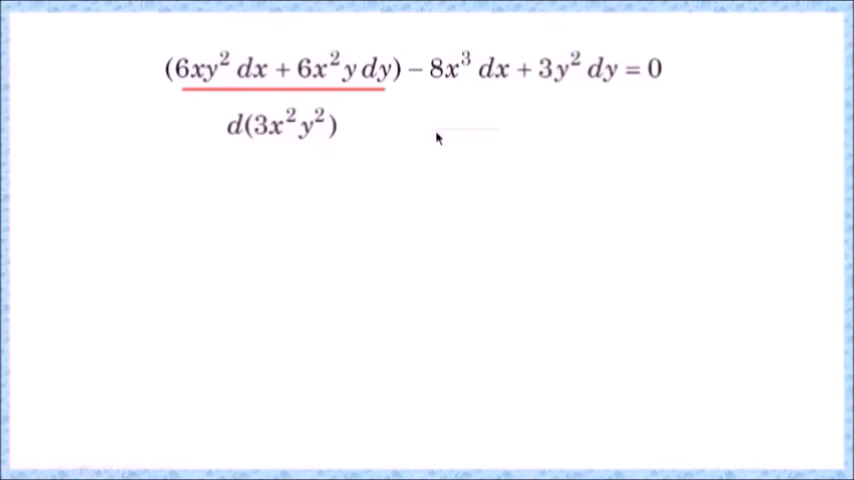 (6xy² dx + 6x²y dy) − 8x³ dx + 3y² dy = 0
d(3x²y²)